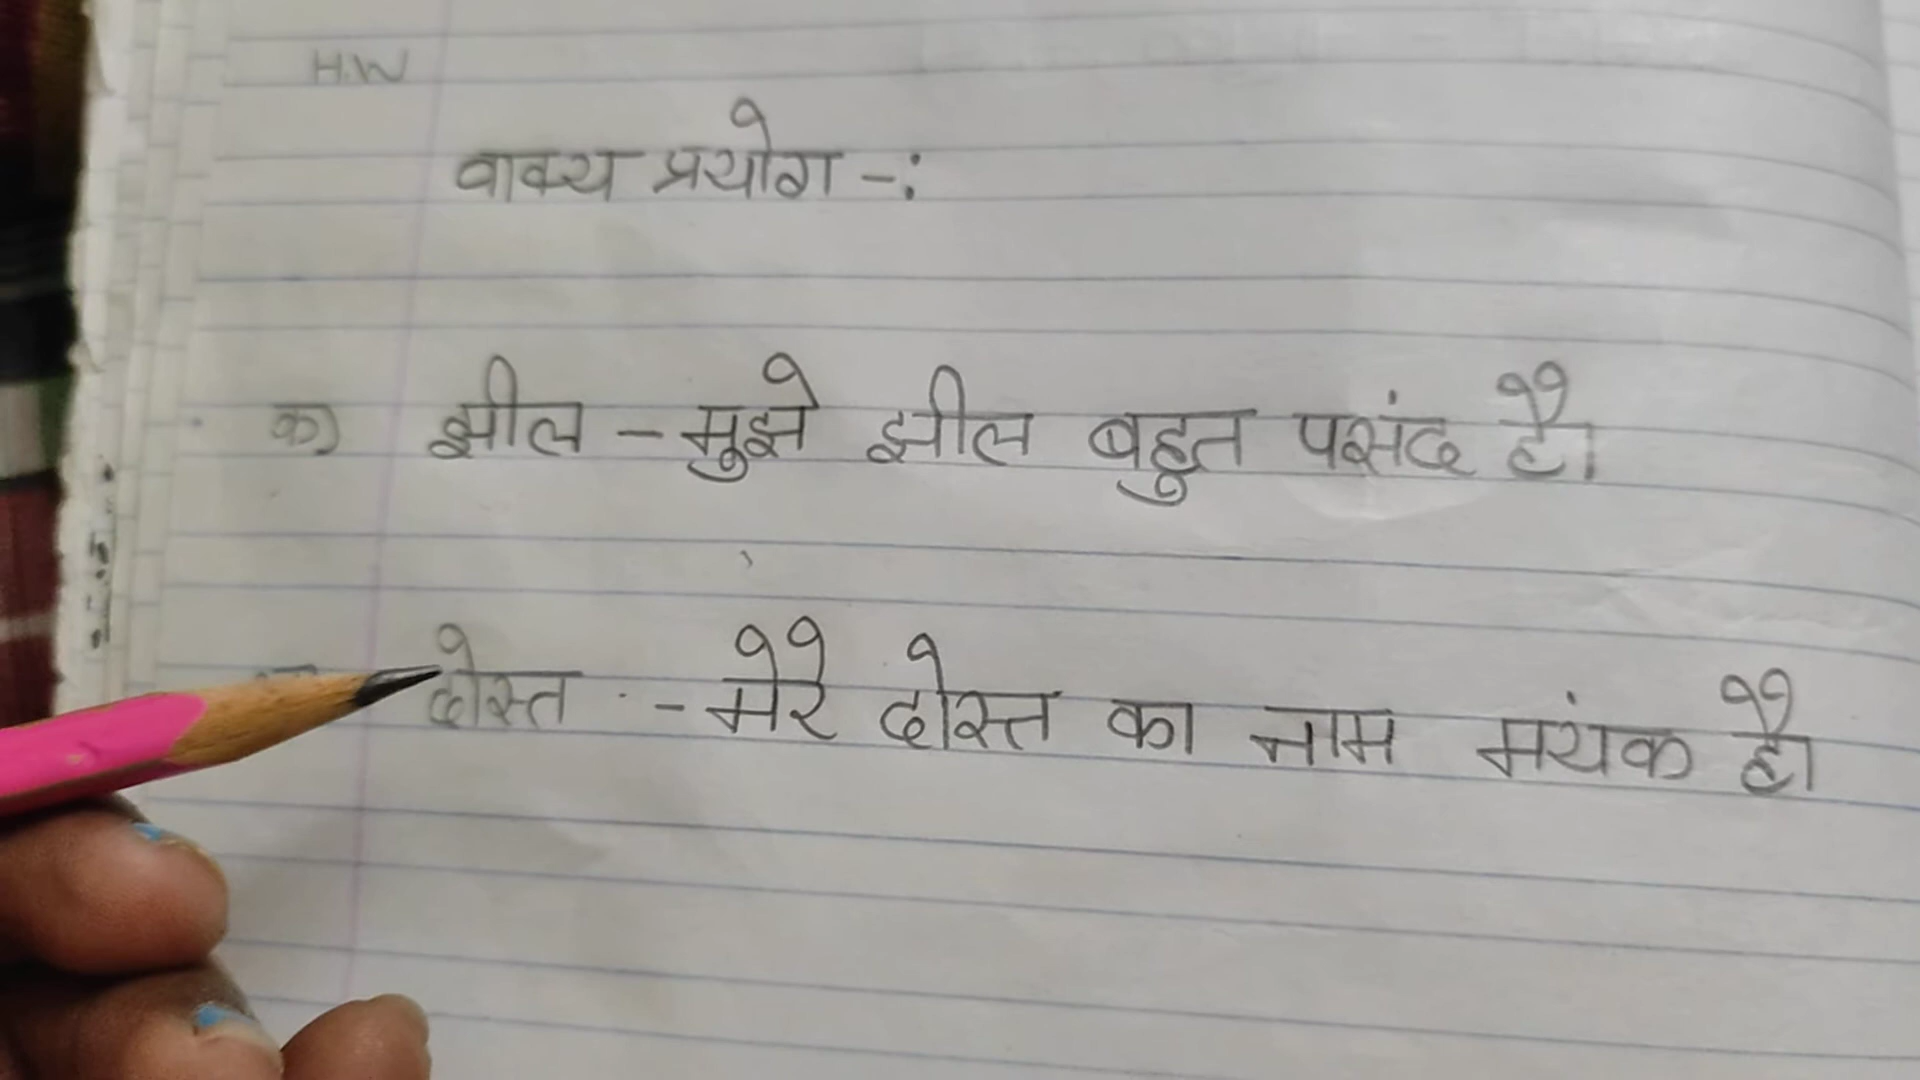 H.W
वाक्य प्रयोग -:
क) झील - मुझे झील बहुत पसंद है।
दोस्त - मेरे दोस्त का नाम मयंक है।